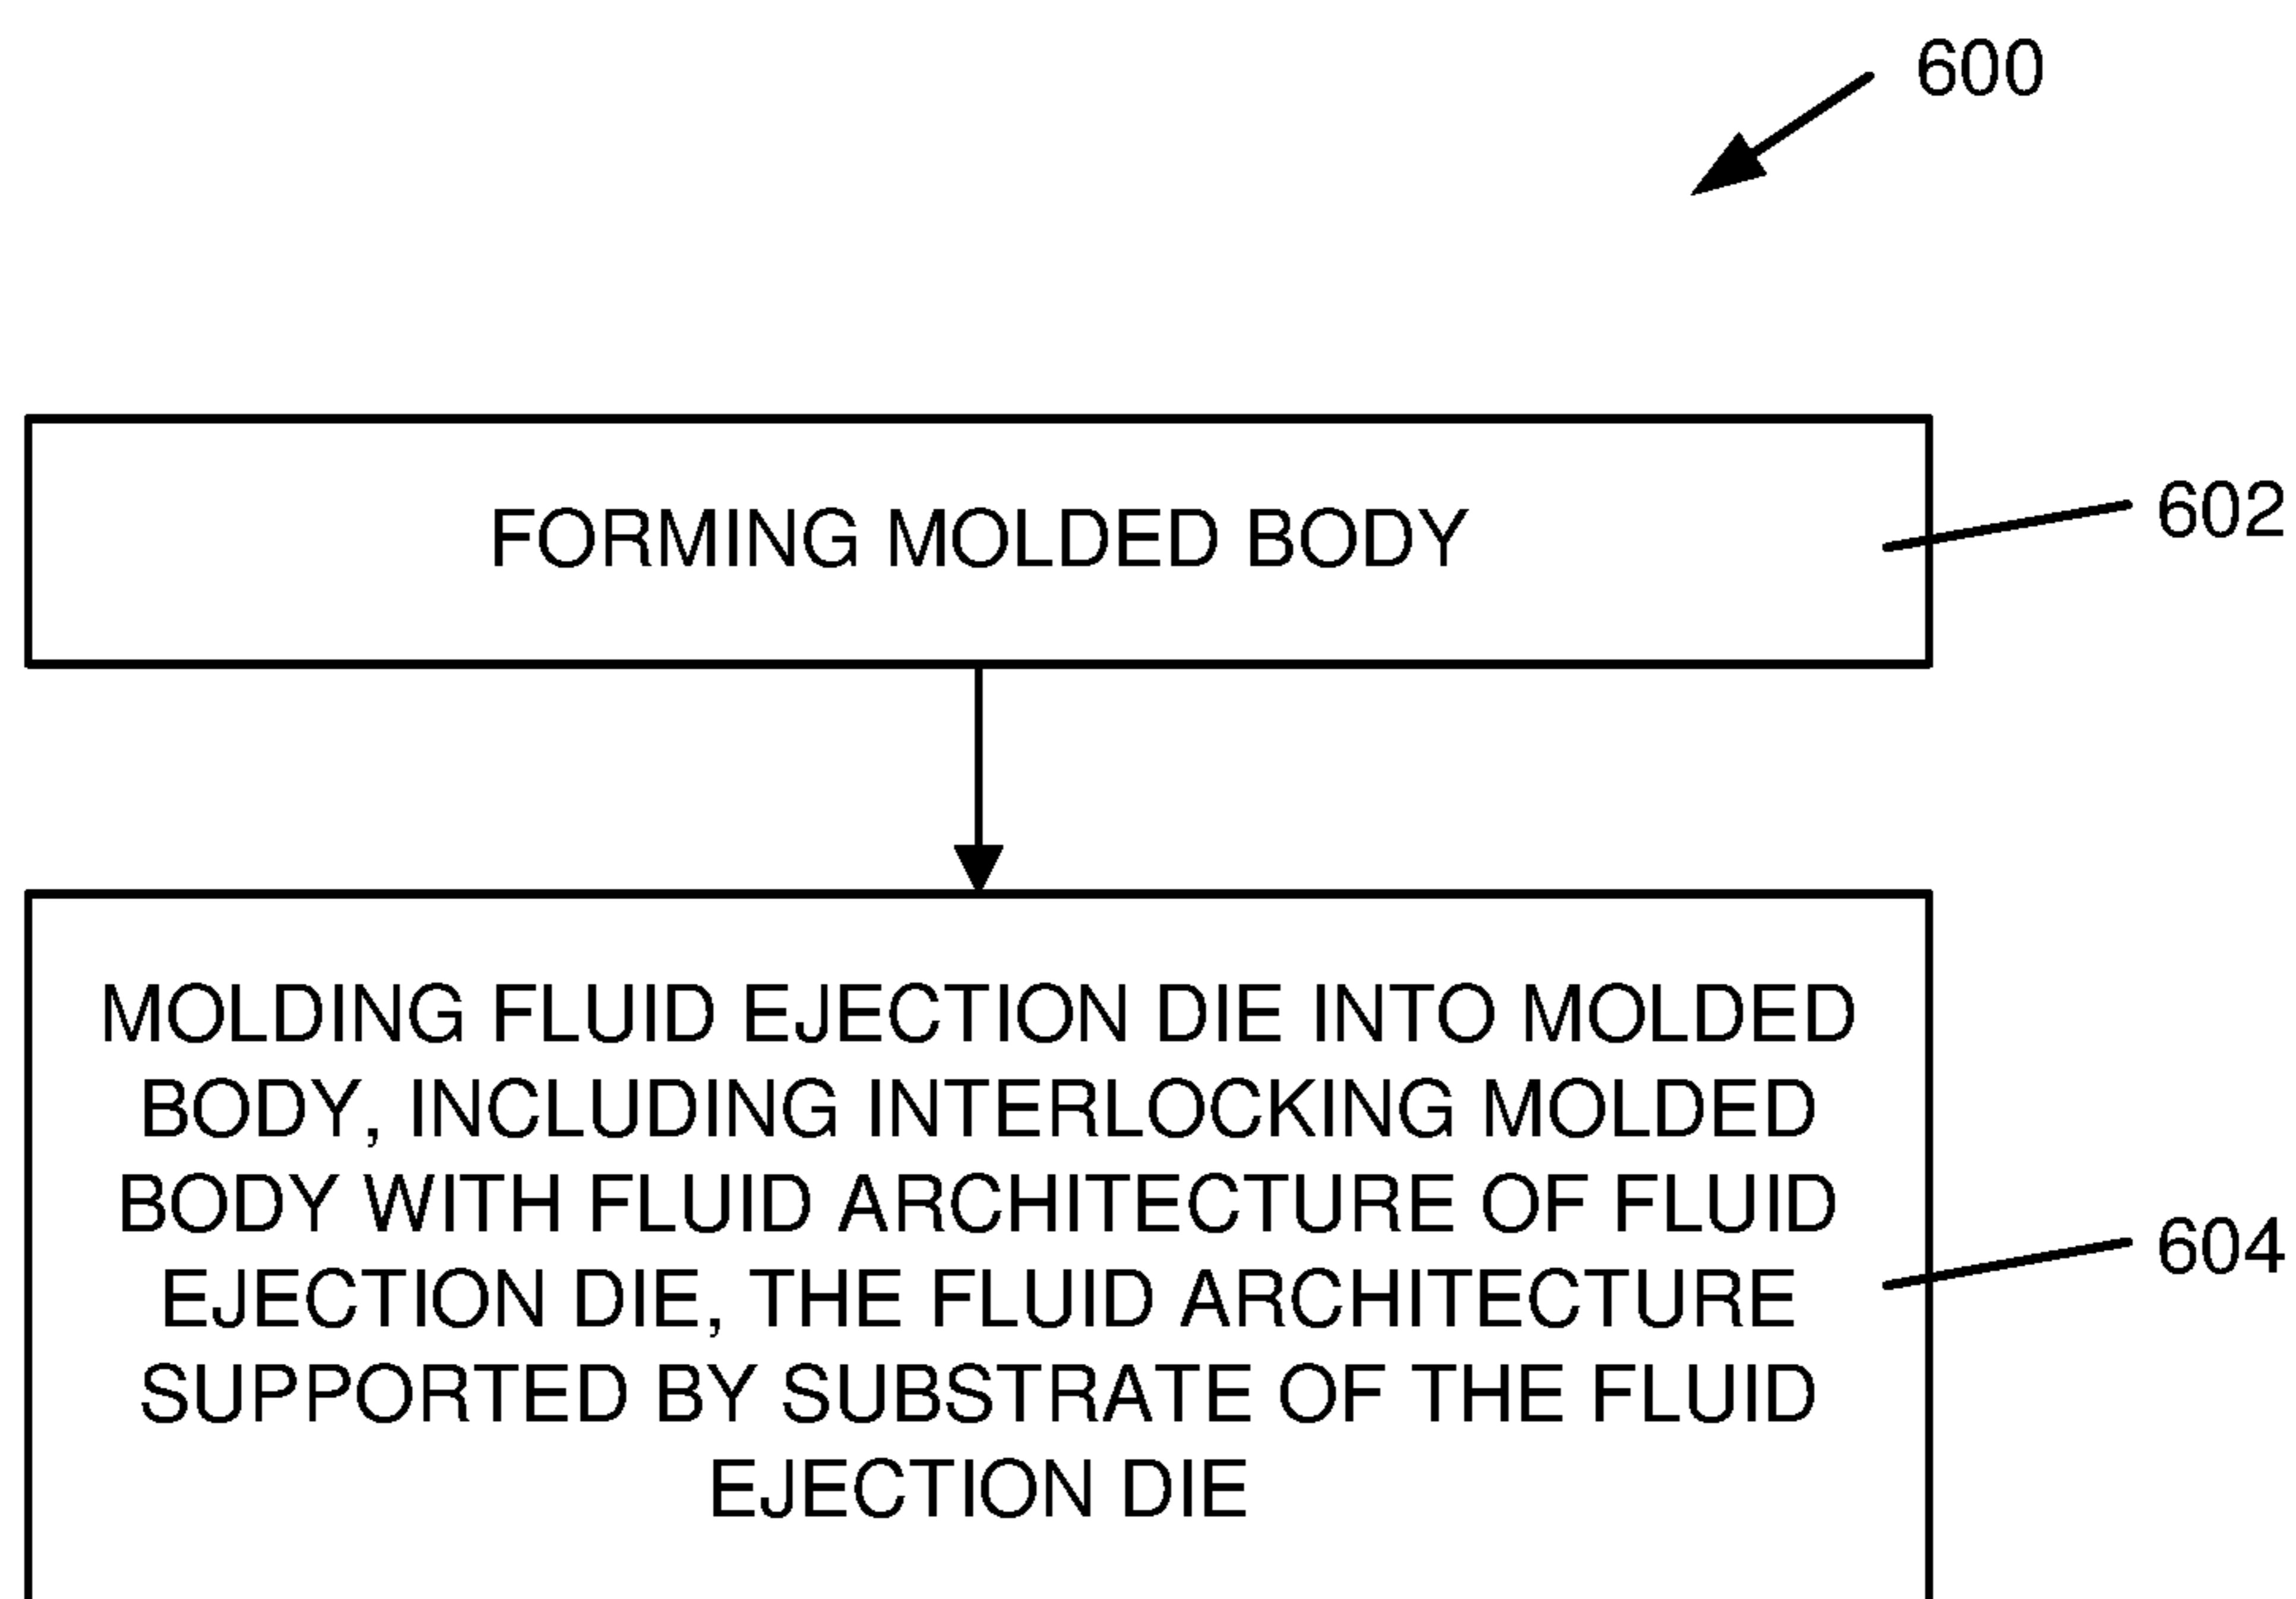 600
FORMING MOLDED BODY
602
MOLDING FLUID EJECTION DIE INTO MOLDED
BODY, INCLUDING INTERLOCKING MOLDED
BODY WITH FLUID ARCHITECTURE OF FLUID
EJECTION DIE, THE FLUID ARCHITECTURE
SUPPORTED BY SUBSTRATE OF THE FLUID
EJECTION DIE
604